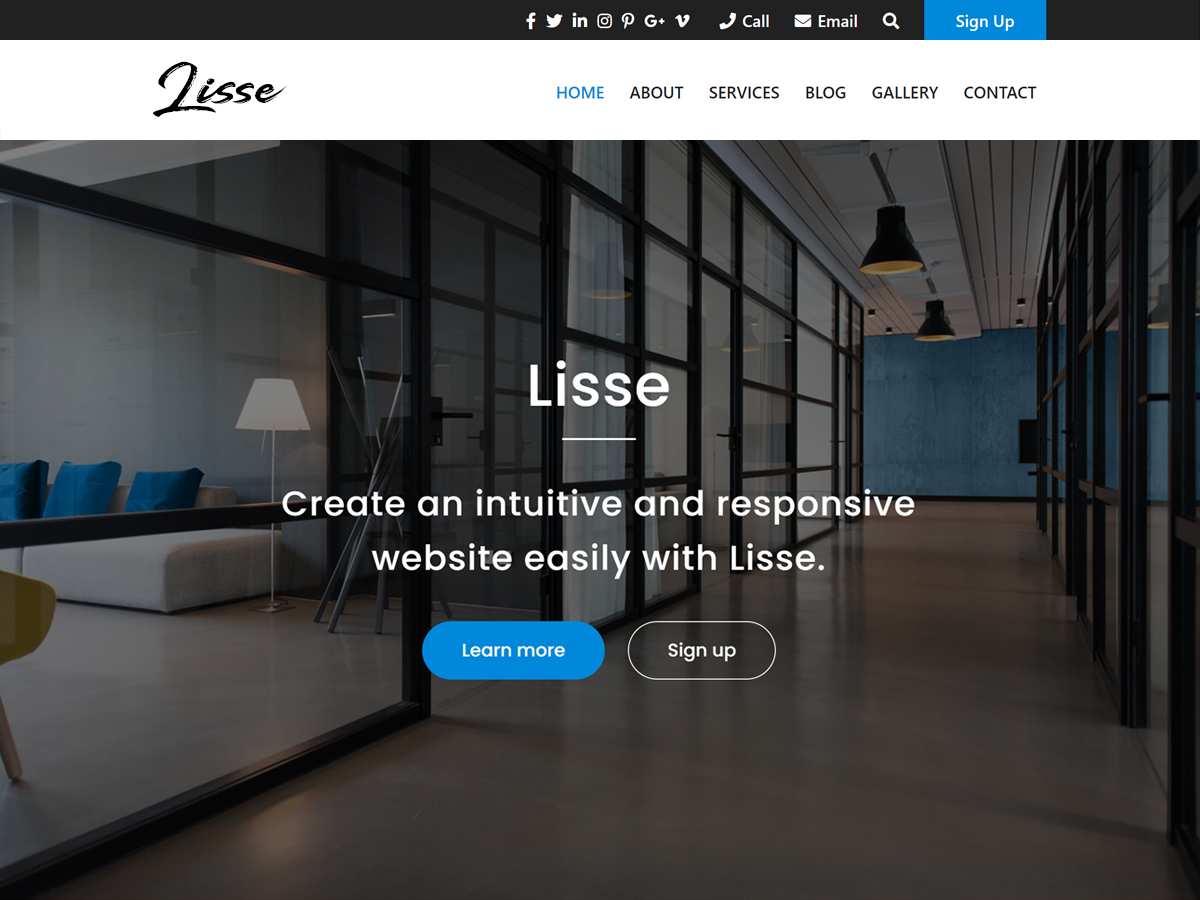 Call Email Sign Up
Lisse
HOME ABOUT SERVICES BLOG GALLERY CONTACT
Lisse
Create an intuitive and responsive
website easily with Lisse.
Learn more Sign up